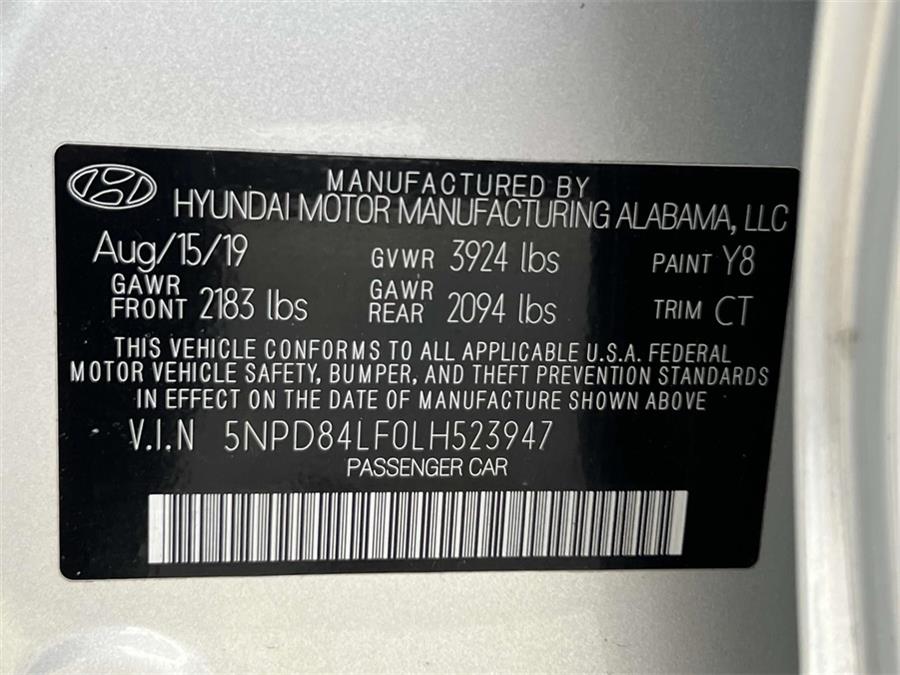 MANUFACTURED BY
HYUNDAI MOTOR MANUFACTURING ALABAMA, LLC
Aug/15/19 GVWR 3924 lbs PAINT Y8
GAWR FRONT 2183 lbs GAWR REAR 2094 lbs TRIM CT
THIS VEHICLE CONFORMS TO ALL APPLICABLE U.S.A. FEDERAL
MOTOR VEHICLE SAFETY, BUMPER, AND THEFT PREVENTION STANDARDS
IN EFFECT ON THE DATE OF MANUFACTURE SHOWN ABOVE
V.I.N 5NPD84LF0LH523947
PASSENGER CAR